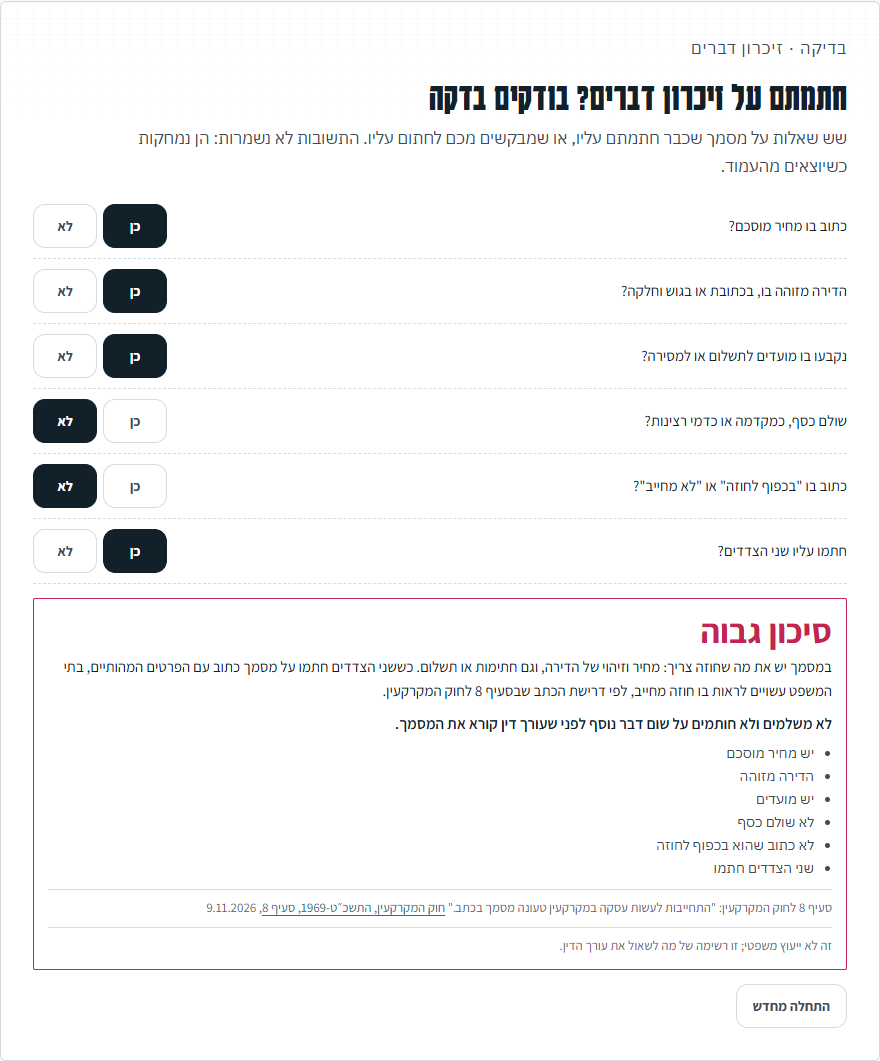 בדיקה · זיכרון דברים
חתמתם על זיכרון דברים? בודקים בדקה
שש שאלות על מסמך שכבר חתמתם עליו, או שמבקשים מכם לחתום עליו. התשובות לא נשמרות: הן נמחקות
כשיוצאים מהעמוד.
כתוב בו מחיר מוסכם? כן לא
הדירה מזוהה בו, בכתובת או בגוש וחלקה? כן לא
נקבעו בו מועדים לתשלום או למסירה? כן לא
שולם כסף, כמקדמה או כדמי רצינות? כן לא
כתוב בו "בכפוף לחוזה" או "לא מחייב"? כן לא
חתמו עליו שני הצדדים? כן לא
סיכון גבוה
במסמך יש את מה שחוזה צריך: מחיר וזיהוי של הדירה, וגם חתימות או תשלום. כששני הצדדים חתמו על מסמך כתוב עם הפרטים המהותיים, בתי
המשפט עשויים לראות בו חוזה מחייב, לפי דרישת הכתב שבסעיף 8 לחוק המקרקעין.
לא משלמים ולא חותמים על שום דבר נוסף לפני שעורך דין קורא את המסמך.
• יש מחיר מוסכם
• הדירה מזוהה
• יש מועדים
• לא שולם כסף
• לא כתוב שהוא בכפוף לחוזה
• שני הצדדים חתמו
סעיף 8 לחוק המקרקעין: "התחייבות לעשות עסקה במקרקעין טעונה מסמך בכתב." חוק המקרקעין, התשכ״ט-1969, סעיף 8, 9.11.2026
זה לא ייעוץ משפטי; זו רשימה של מה לשאול את עורך הדין.
התחלה מחדש